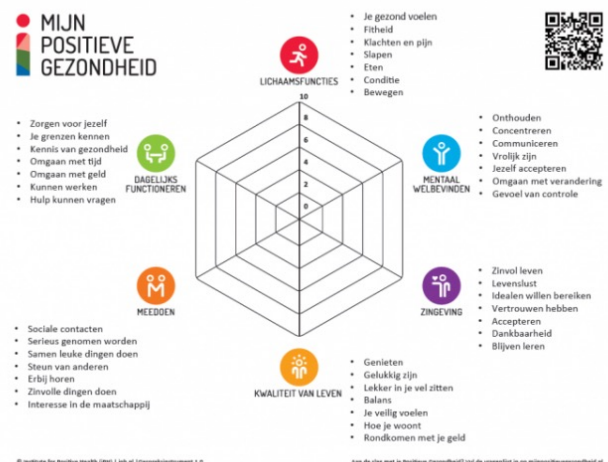 MIJN
POSITIEVE
GEZONDHEID
Je gezond voelen
Fitheid
Klachten en pijn
Slapen
Eten
Conditie
Bewegen
LICHAAMSFUNCTIES
10
8
6
4
2
0
Zorgen voor jezelf
Je grenzen kennen
Kennis van gezondheid
Omgaan met tijd
Omgaan met geld
Kunnen werken
Hulp kunnen vragen
DAGELIJKS
FUNCTIONEREN
Onthouden
Concentreren
Communiceren
Vrolijk zijn
Jezelf accepteren
Omgaan met verandering
Gevoel van controle
MENTAAL
WELBEVINDEN
MEEDOEN
Sociale contacten
Serieus genomen worden
Samen leuke dingen doen
Steun van anderen
Erbij horen
Zinvolle dingen doen
Interesse in de maatschappij
ZINGEVING
Zinvol leven
Levenslust
Idealen willen bereiken
Vertrouwen hebben
Accepteren
Dankbaarheid
Blijven leren
KWALITEIT VAN LEVEN
Genieten
Gelukkig zijn
Lekker in je vel zitten
Balans
Je veilig voelen
Hoe je woont
Rondkomen met je geld